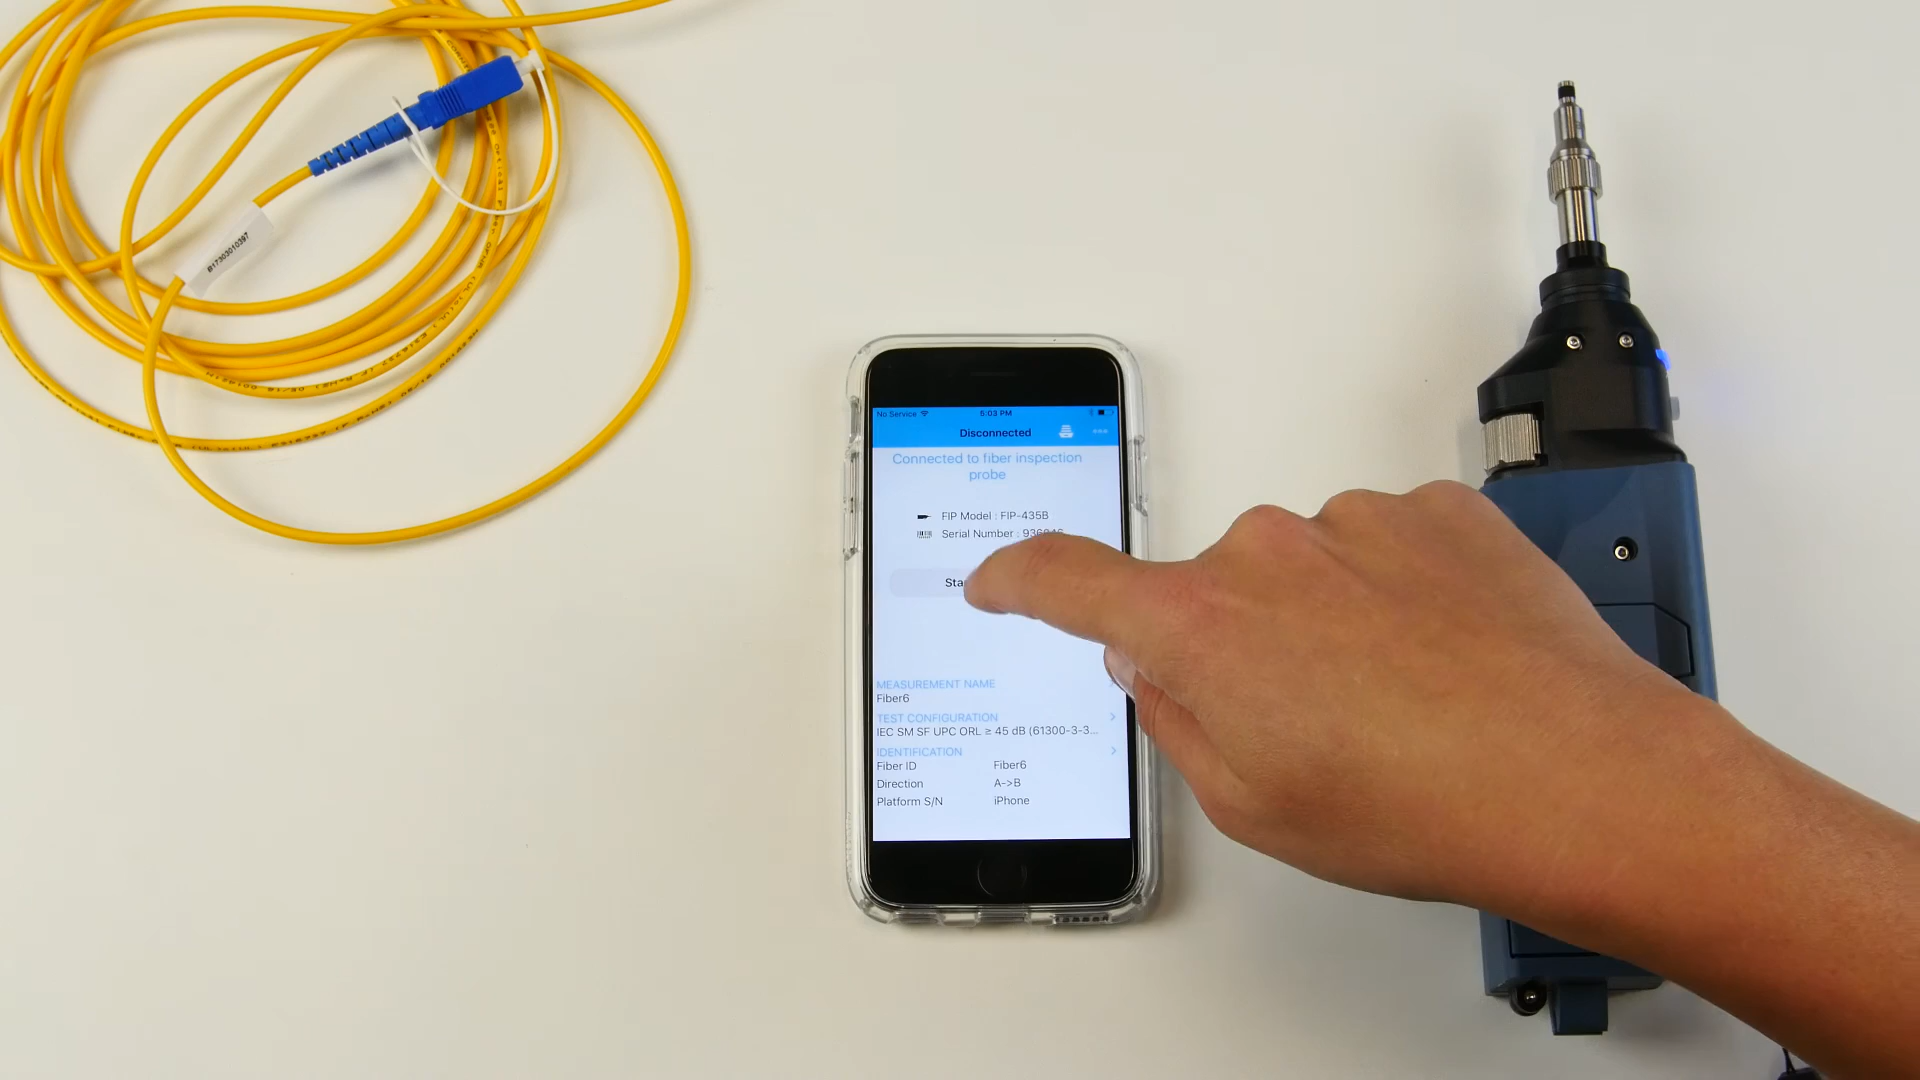 B17303010397
No Service
5:03 PM
Disconnected
Connected to fiber inspection
probe
FIP Model : FIP-435B
Serial Number :
MEASUREMENT NAME
Fiber6
TEST CONFIGURATION
IEC SM SF UPC ORL ≥ 45 dB (61300-3-3...
IDENTIFICATION
Fiber ID Fiber6
Direction A->B
Platform S/N iPhone